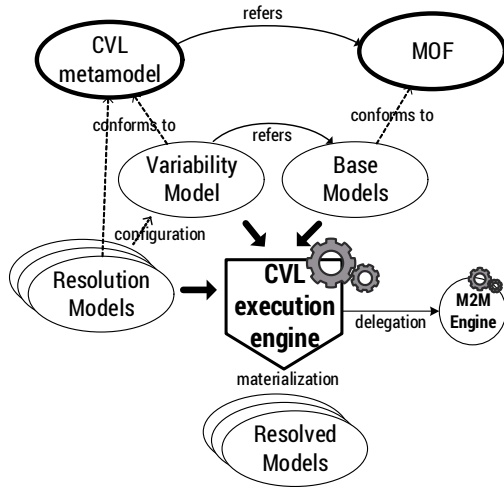 refers
CVL
metamodel
MOF
conforms to
refers
conforms to
Variability
Model
Base
Models
configuration
Resolution
Models
CVL
execution
engine
delegation
M2M
Engine
materialization
Resolved
Models